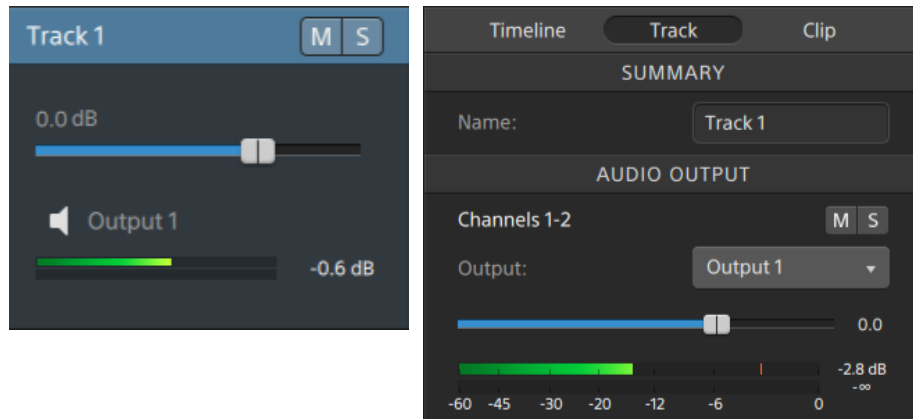 Track 1 M S
0.0 dB
Output 1
-0.6 dB
Timeline Track Clip
SUMMARY
Name: Track 1
AUDIO OUTPUT
Channels 1-2 M S
Output: Output 1
0.0
-2.8 dB
-∞
-60 -45 -30 -20 -12 -6 0